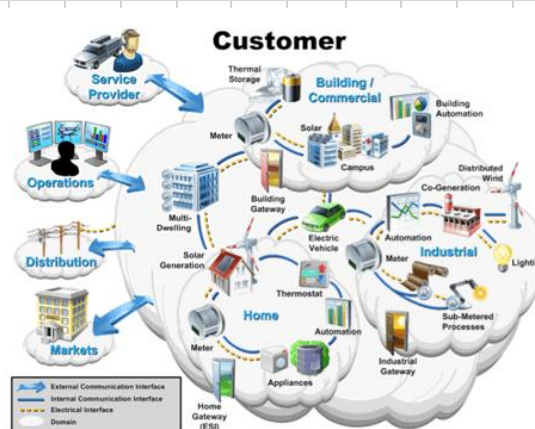 Customer
Service
Provider
Thermal
Storage
Building /
Commercial
Building
Automation
Meter
Solar
Campus
Operations
Multi-
Dwelling
Building
Gateway
Distributed
Wind
Co-Generation
Electric
Vehicle
Automation
Industrial
Meter
Lighti
Distribution
Solar
Generation
Thermostat
Home
Automation
Sub-Metered
Processes
Markets
Meter
Appliances
Industrial
Gateway
Home
Gateway
(ESI)
External Communication Interface
Internal Communication Interface
Electrical Interface
Domain